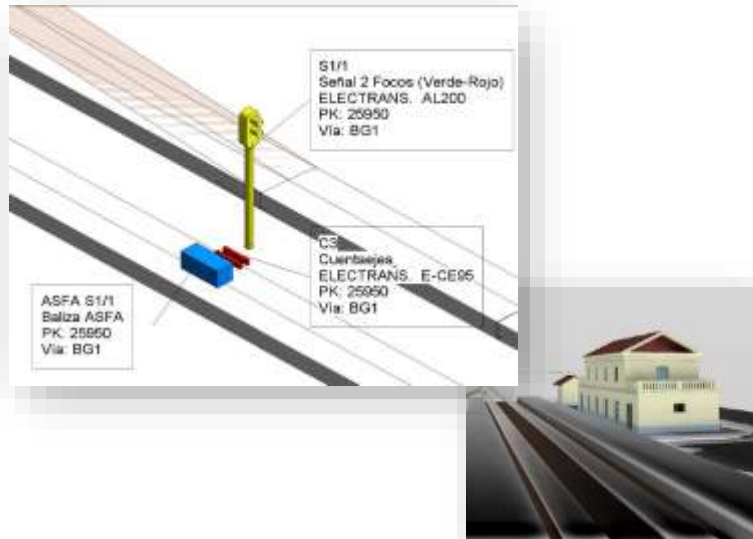 S1/1
Señal 2 Focos (Verde-Rojo)
ELECTRANS. AL200
PK: 25950
Vía: BG1
C3
Cuentaejes
ELECTRANS. E-CE95
PK: 25950
Vía: BG1
ASFA S1/1
Baliza ASFA
PK: 25950
Vía: BG1